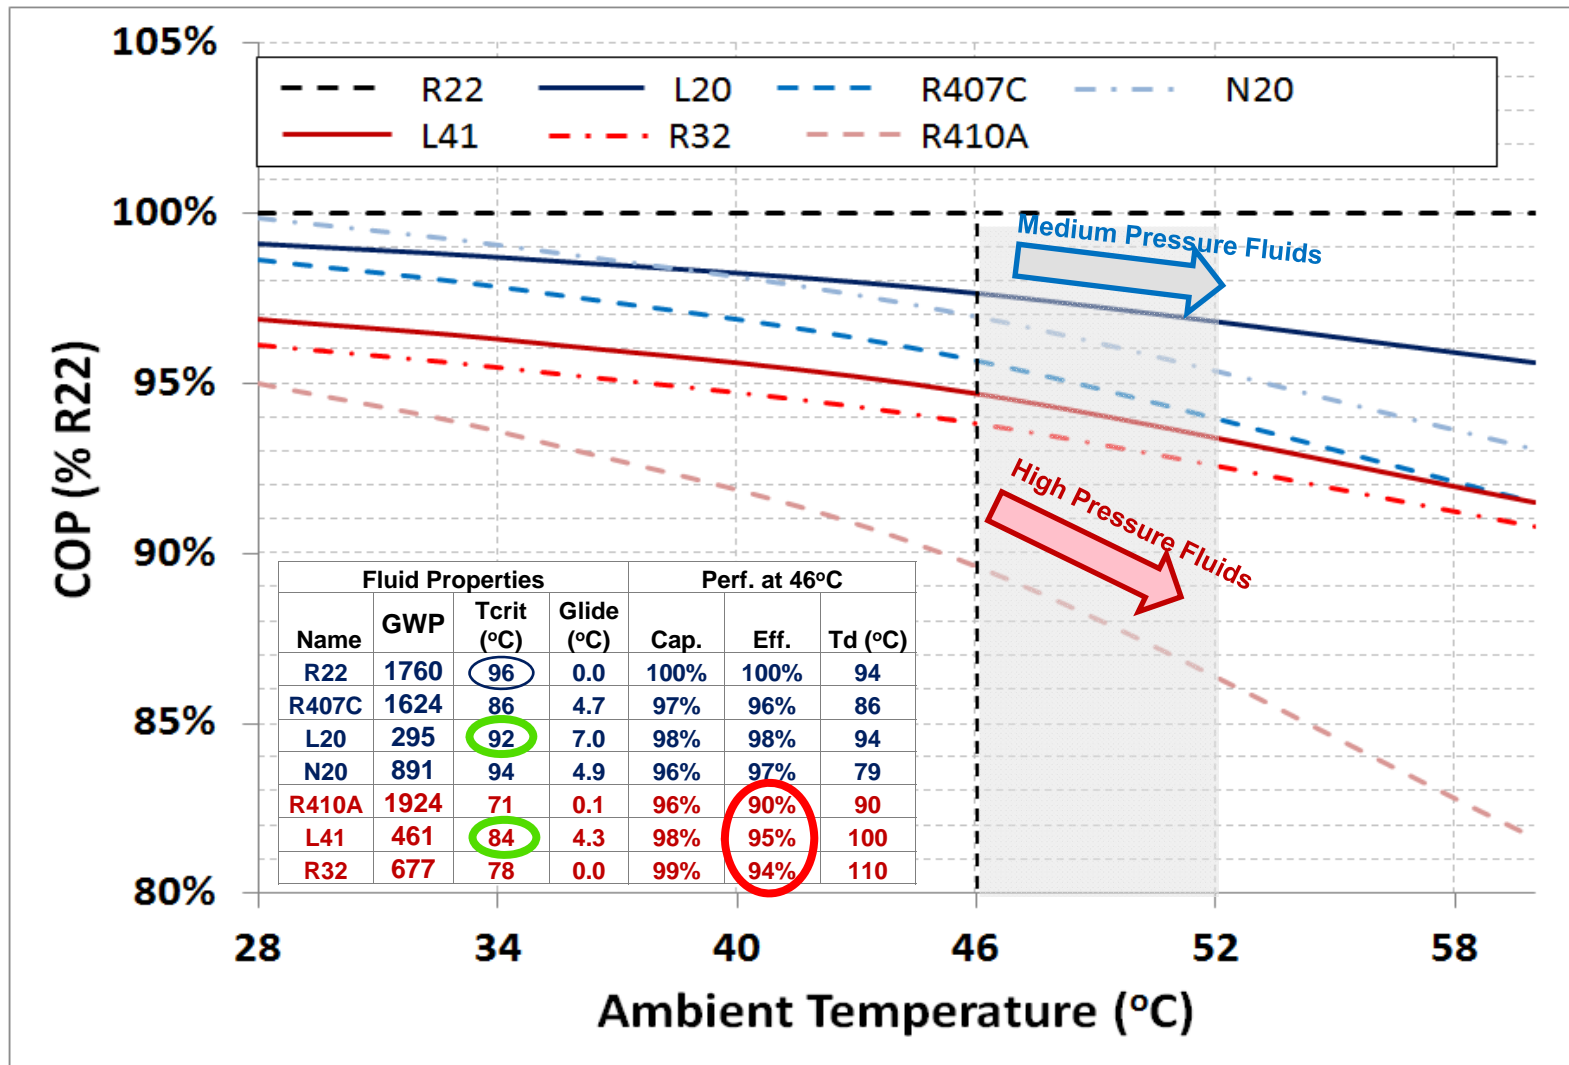 105%
R22 L20 R407C N20
L41 R32 R410A
100%
Medium Pressure Fluids
95%
High Pressure Fluids
90%
85%
80%
COP (% R22)
Fluid Properties Perf. at 46°C
Name GWP Tcrit (°C) Glide (°C) Cap. Eff. Td (°C)
R22 1760 96 0.0 100% 100% 94
R407C 1624 86 4.7 97% 96% 86
L20 295 92 7.0 98% 98% 94
N20 891 94 4.9 96% 97% 79
R410A 1924 71 0.1 96% 90% 90
L41 461 84 4.3 98% 95% 100
R32 677 78 0.0 99% 94% 110
28 34 40 46 52 58
Ambient Temperature (°C)